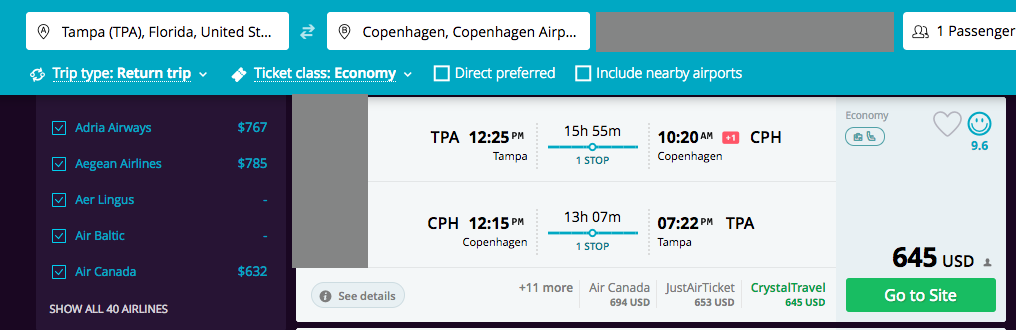 A Tampa (TPA), Florida, United St...
B Copenhagen, Copenhagen Airp...
1 Passenger
Trip type: Return trip
Ticket class: Economy
Direct preferred
Include nearby airports
Adria Airways $767
Aegean Airlines $785
Aer Lingus -
Air Baltic -
Air Canada $632
SHOW ALL 40 AIRLINES
TPA 12:25 PM
Tampa
15h 55m
1 STOP
10:20 AM +1 CPH
Copenhagen
CPH 12:15 PM
Copenhagen
13h 07m
1 STOP
07:22 PM TPA
Tampa
i See details
+11 more
Air Canada
694 USD
JustAirTicket
653 USD
CrystalTravel
645 USD
Economy
9.6
645 USD
Go to Site